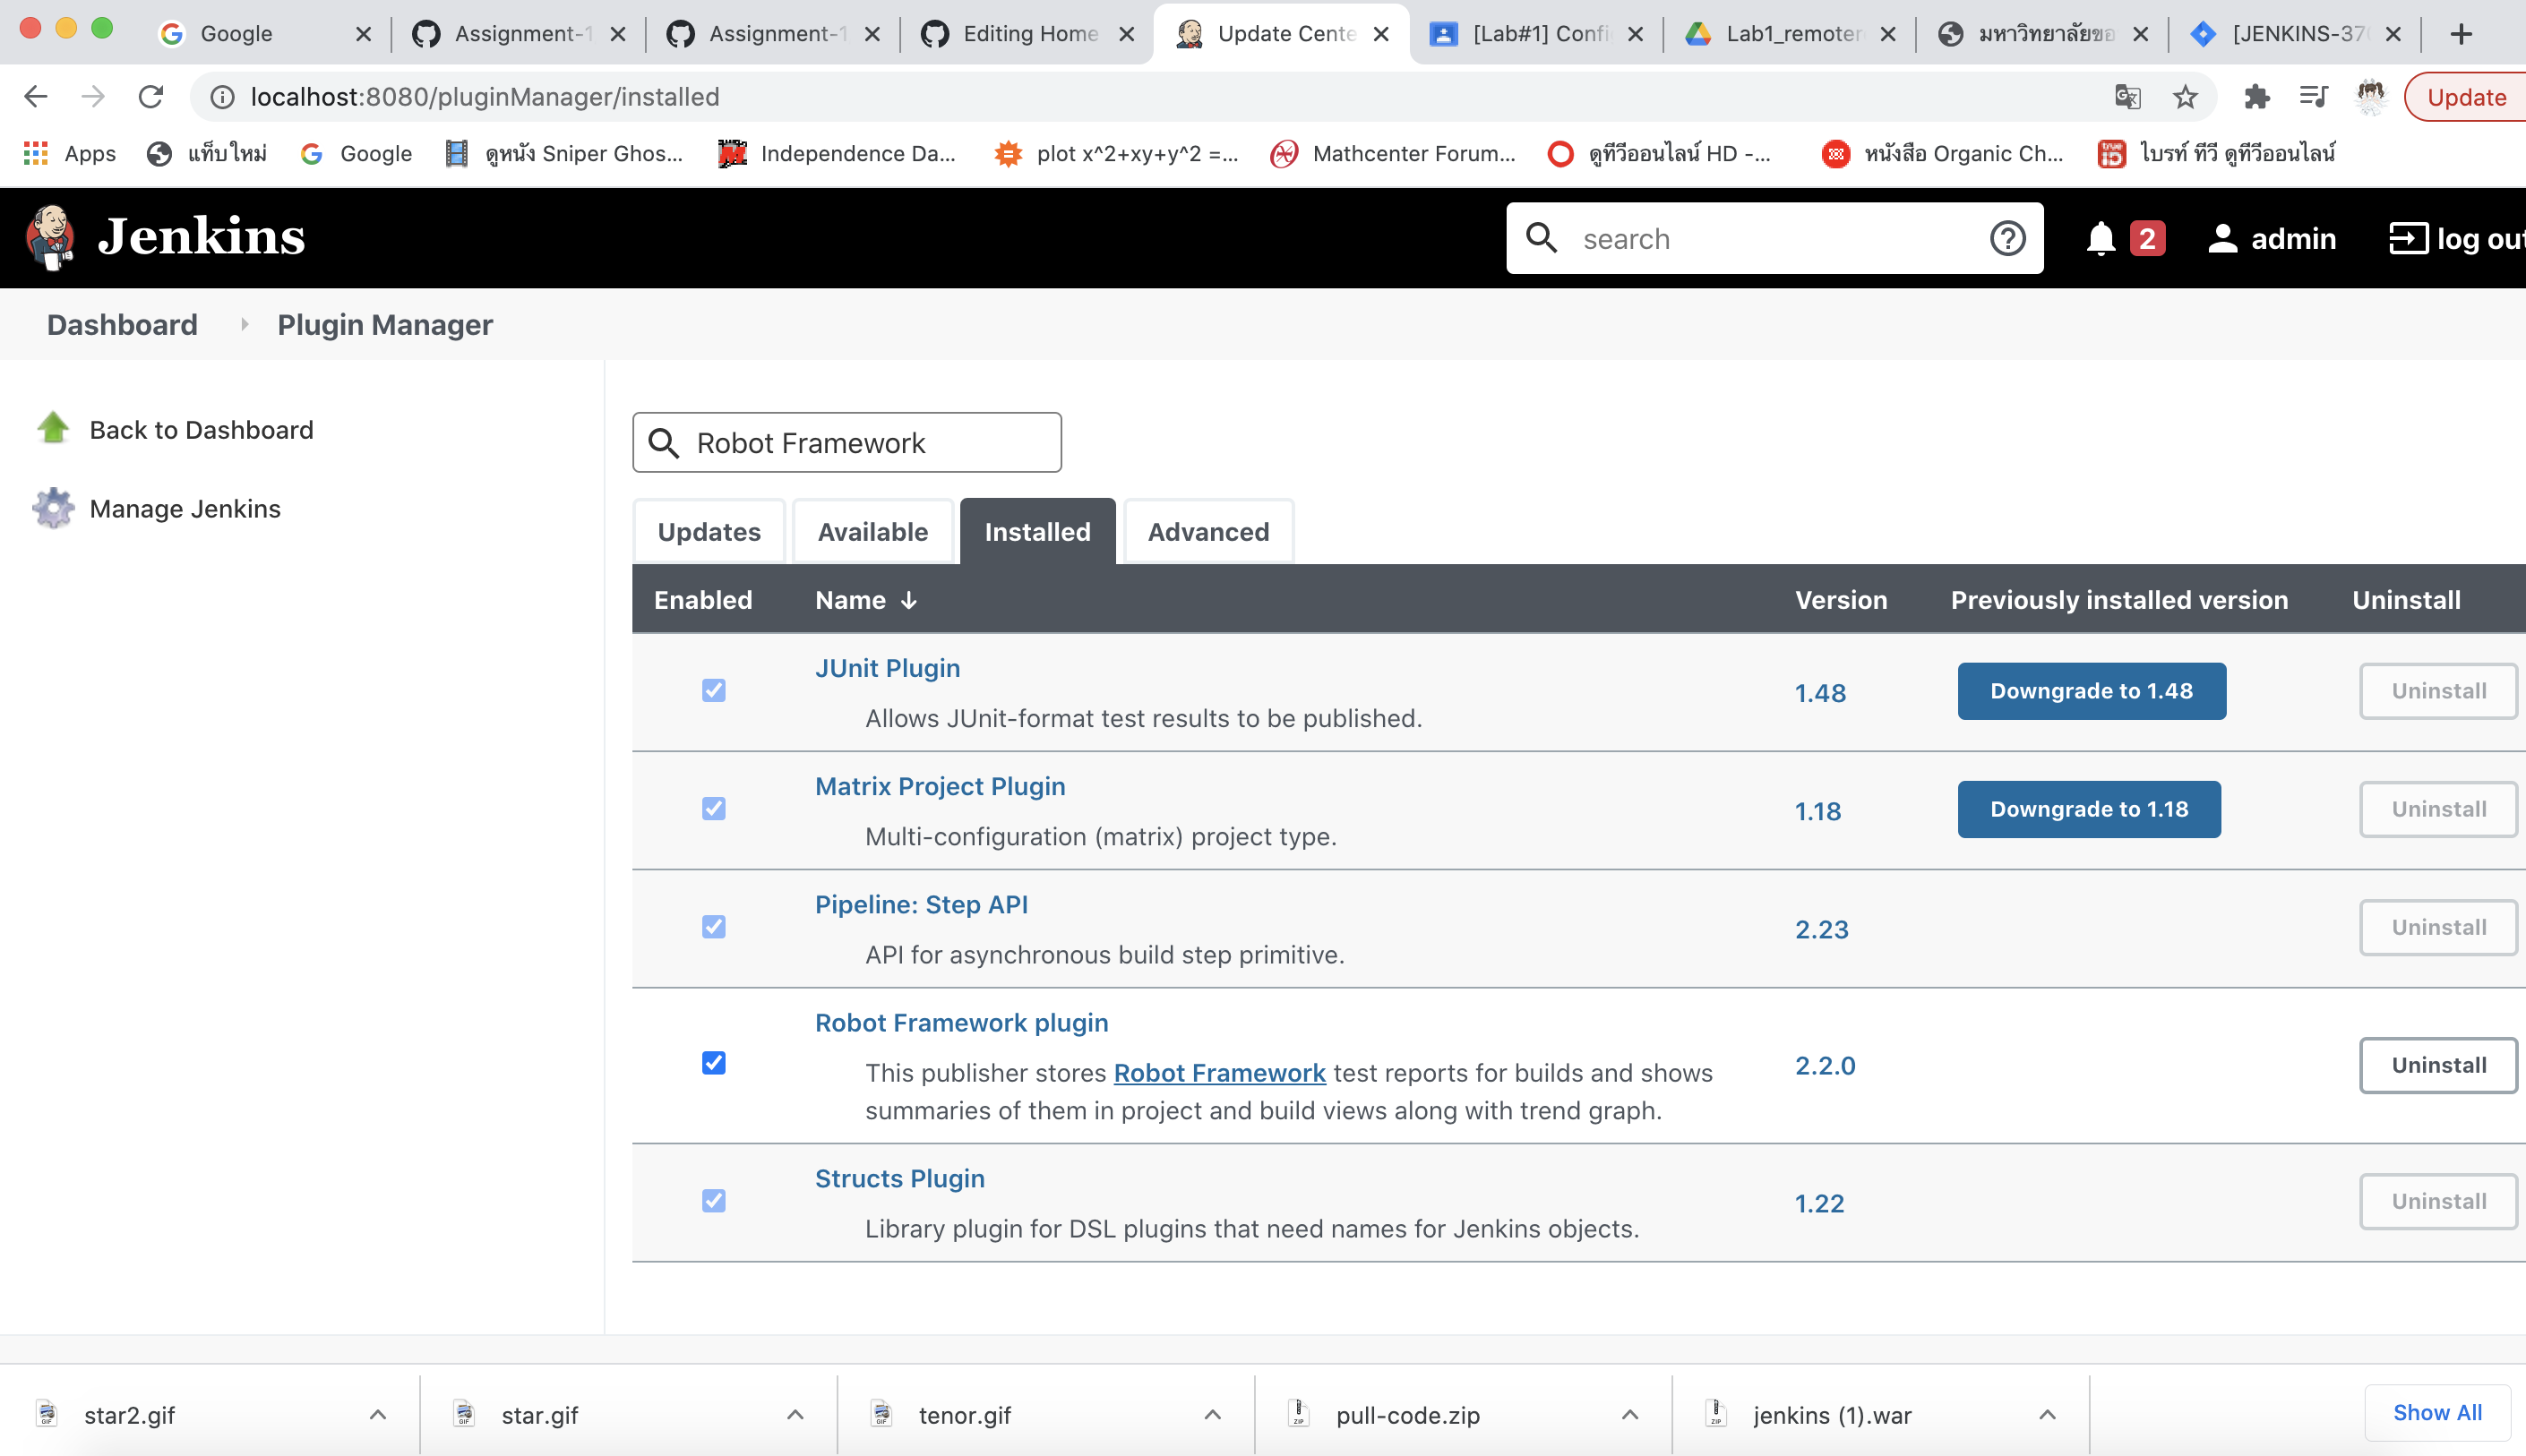 Google
Assignment-1
Assignment-1
Editing Home
Update Cente
[Lab#1] Confi
Lab1_remoter
มหาวิทยาลัยขอ
[JENKINS-370
localhost:8080/pluginManager/installed
Update
Apps
แท็บใหม่
Google
ดูหนัง Sniper Ghos...
Independence Da...
plot x^2+xy+y^2 =...
Mathcenter Forum...
ดูทีวีออนไลน์ HD -...
หนังสือ Organic Ch...
ไบรท์ ทีวี ดูทีวีออนไลน์
Jenkins
search
2
admin
log out
Dashboard
Plugin Manager
Back to Dashboard
Manage Jenkins
Robot Framework
Updates
Available
Installed
Advanced
Enabled
Name ↓
Version
Previously installed version
Uninstall
JUnit Plugin
Allows JUnit-format test results to be published.
1.48
Downgrade to 1.48
Uninstall
Matrix Project Plugin
Multi-configuration (matrix) project type.
1.18
Downgrade to 1.18
Uninstall
Pipeline: Step API
API for asynchronous build step primitive.
2.23
Uninstall
Robot Framework plugin
This publisher stores Robot Framework test reports for builds and shows
summaries of them in project and build views along with trend graph.
2.2.0
Uninstall
Structs Plugin
Library plugin for DSL plugins that need names for Jenkins objects.
1.22
Uninstall
star2.gif
star.gif
tenor.gif
pull-code.zip
jenkins (1).war
Show All